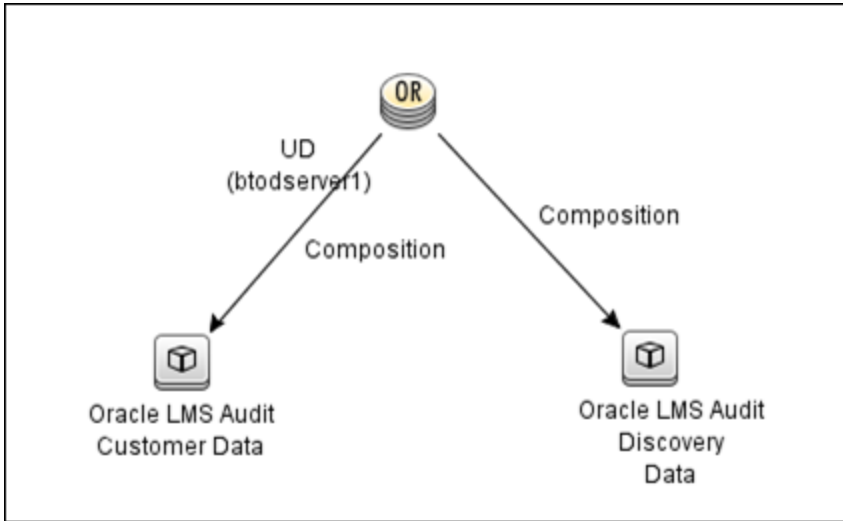 OR
UD
(btodserver1)
Composition
Composition
Oracle LMS Audit
Customer Data
Oracle LMS Audit
Discovery
Data